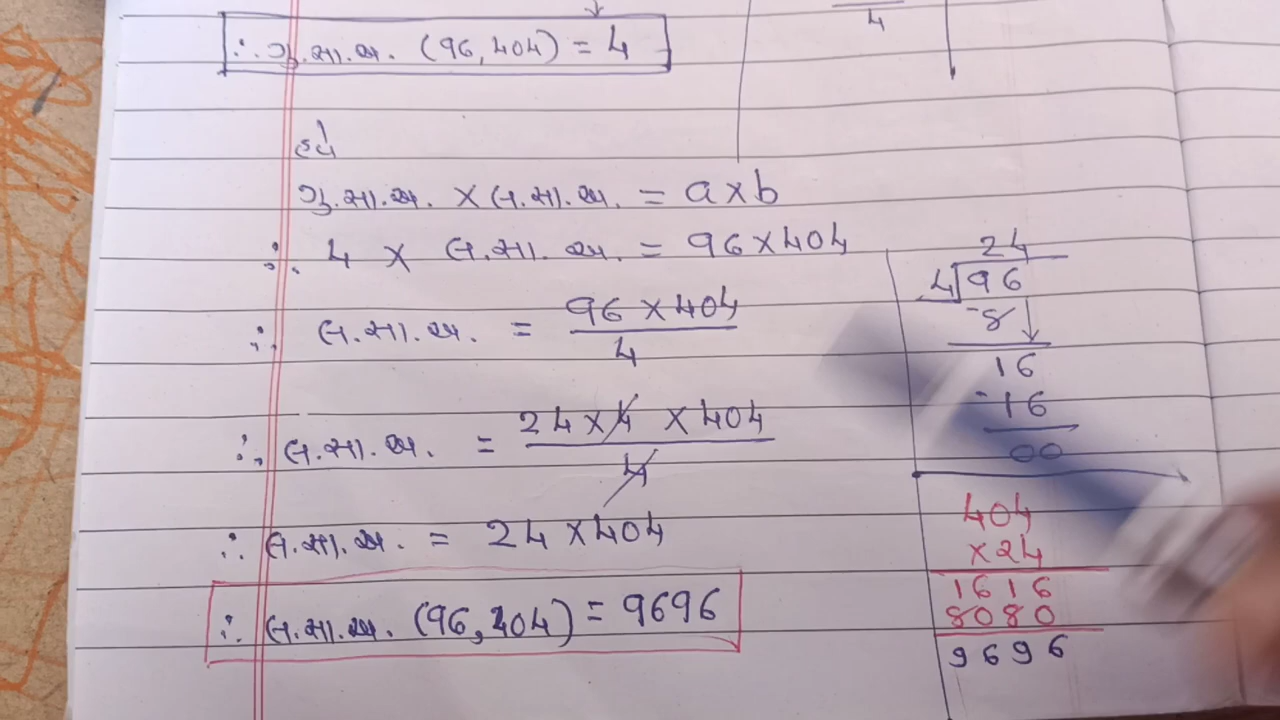 ∴ ગુ.સા.અ. (96, 404) = 4
4
હવે
ગુ.સા.અ. × લ.સા.અ. = a × b
∴ 4 × લ.સા.અ. = 96 × 404
∴ લ.સા.અ. = 96 × 404 / 4
∴ લ.સા.અ. = 24 × 4 × 404 / 4
∴ લ.સા.અ. = 24 × 404
∴ લ.સા.અ. (96, 404) = 9696
24
4)96
-8
16
-16
00
404
×24
1616
8080
9696